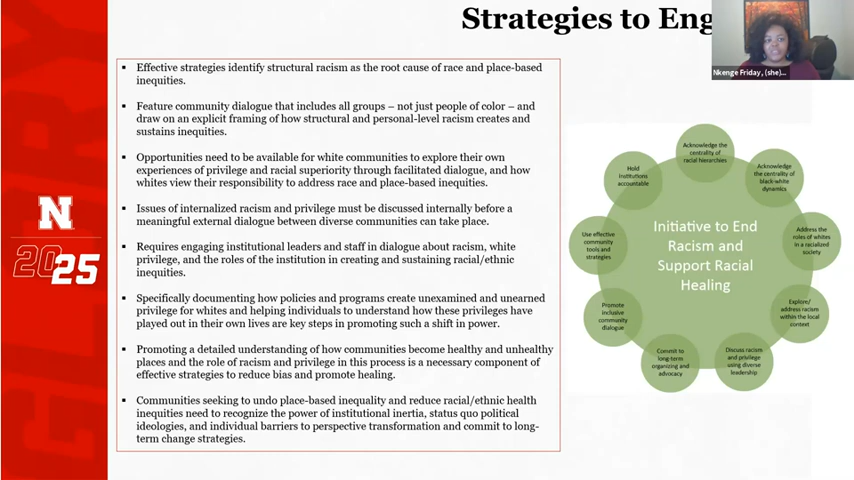 Strategies to Eng
Nkenge Friday, (she)...
Effective strategies identify structural racism as the root cause of race and place-based
inequities.
Feature community dialogue that includes all groups – not just people of color – and
draw on an explicit framing of how structural and personal-level racism creates and
sustains inequities.
Opportunities need to be available for white communities to explore their own
experiences of privilege and racial superiority through facilitated dialogue, and how
whites view their responsibility to address race and place-based inequities.
Issues of internalized racism and privilege must be discussed internally before a
meaningful external dialogue between diverse communities can take place.
Requires engaging institutional leaders and staff in dialogue about racism, white
privilege, and the roles of the institution in creating and sustaining racial/ethnic
inequities.
Specifically documenting how policies and programs create unexamined and unearned
privilege for whites and helping individuals to understand how these privileges have
played out in their own lives are key steps in promoting such a shift in power.
Promoting a detailed understanding of how communities become healthy and unhealthy
places and the role of racism and privilege in this process is a necessary component of
effective strategies to reduce bias and promote healing.
Communities seeking to undo place-based inequality and reduce racial/ethnic health
inequities need to recognize the power of institutional inertia, status quo political
ideologies, and individual barriers to perspective transformation and commit to long-
term change strategies.
N
2025
Initiative to End
Racism and
Support Racial
Healing
Acknowledge the
centrality of
racial hierarchies
Acknowledge
the centrality of
black-white
dynamics
Address the
roles of whites
in a racialized
society
Explore/
address racism
within the local
context
Discuss racism
and privilege
using diverse
leadership
Commit to
long-term
organizing and
advocacy
Promote
inclusive
community
dialogue
Use effective
community
tools and
strategies
Hold
institutions
accountable